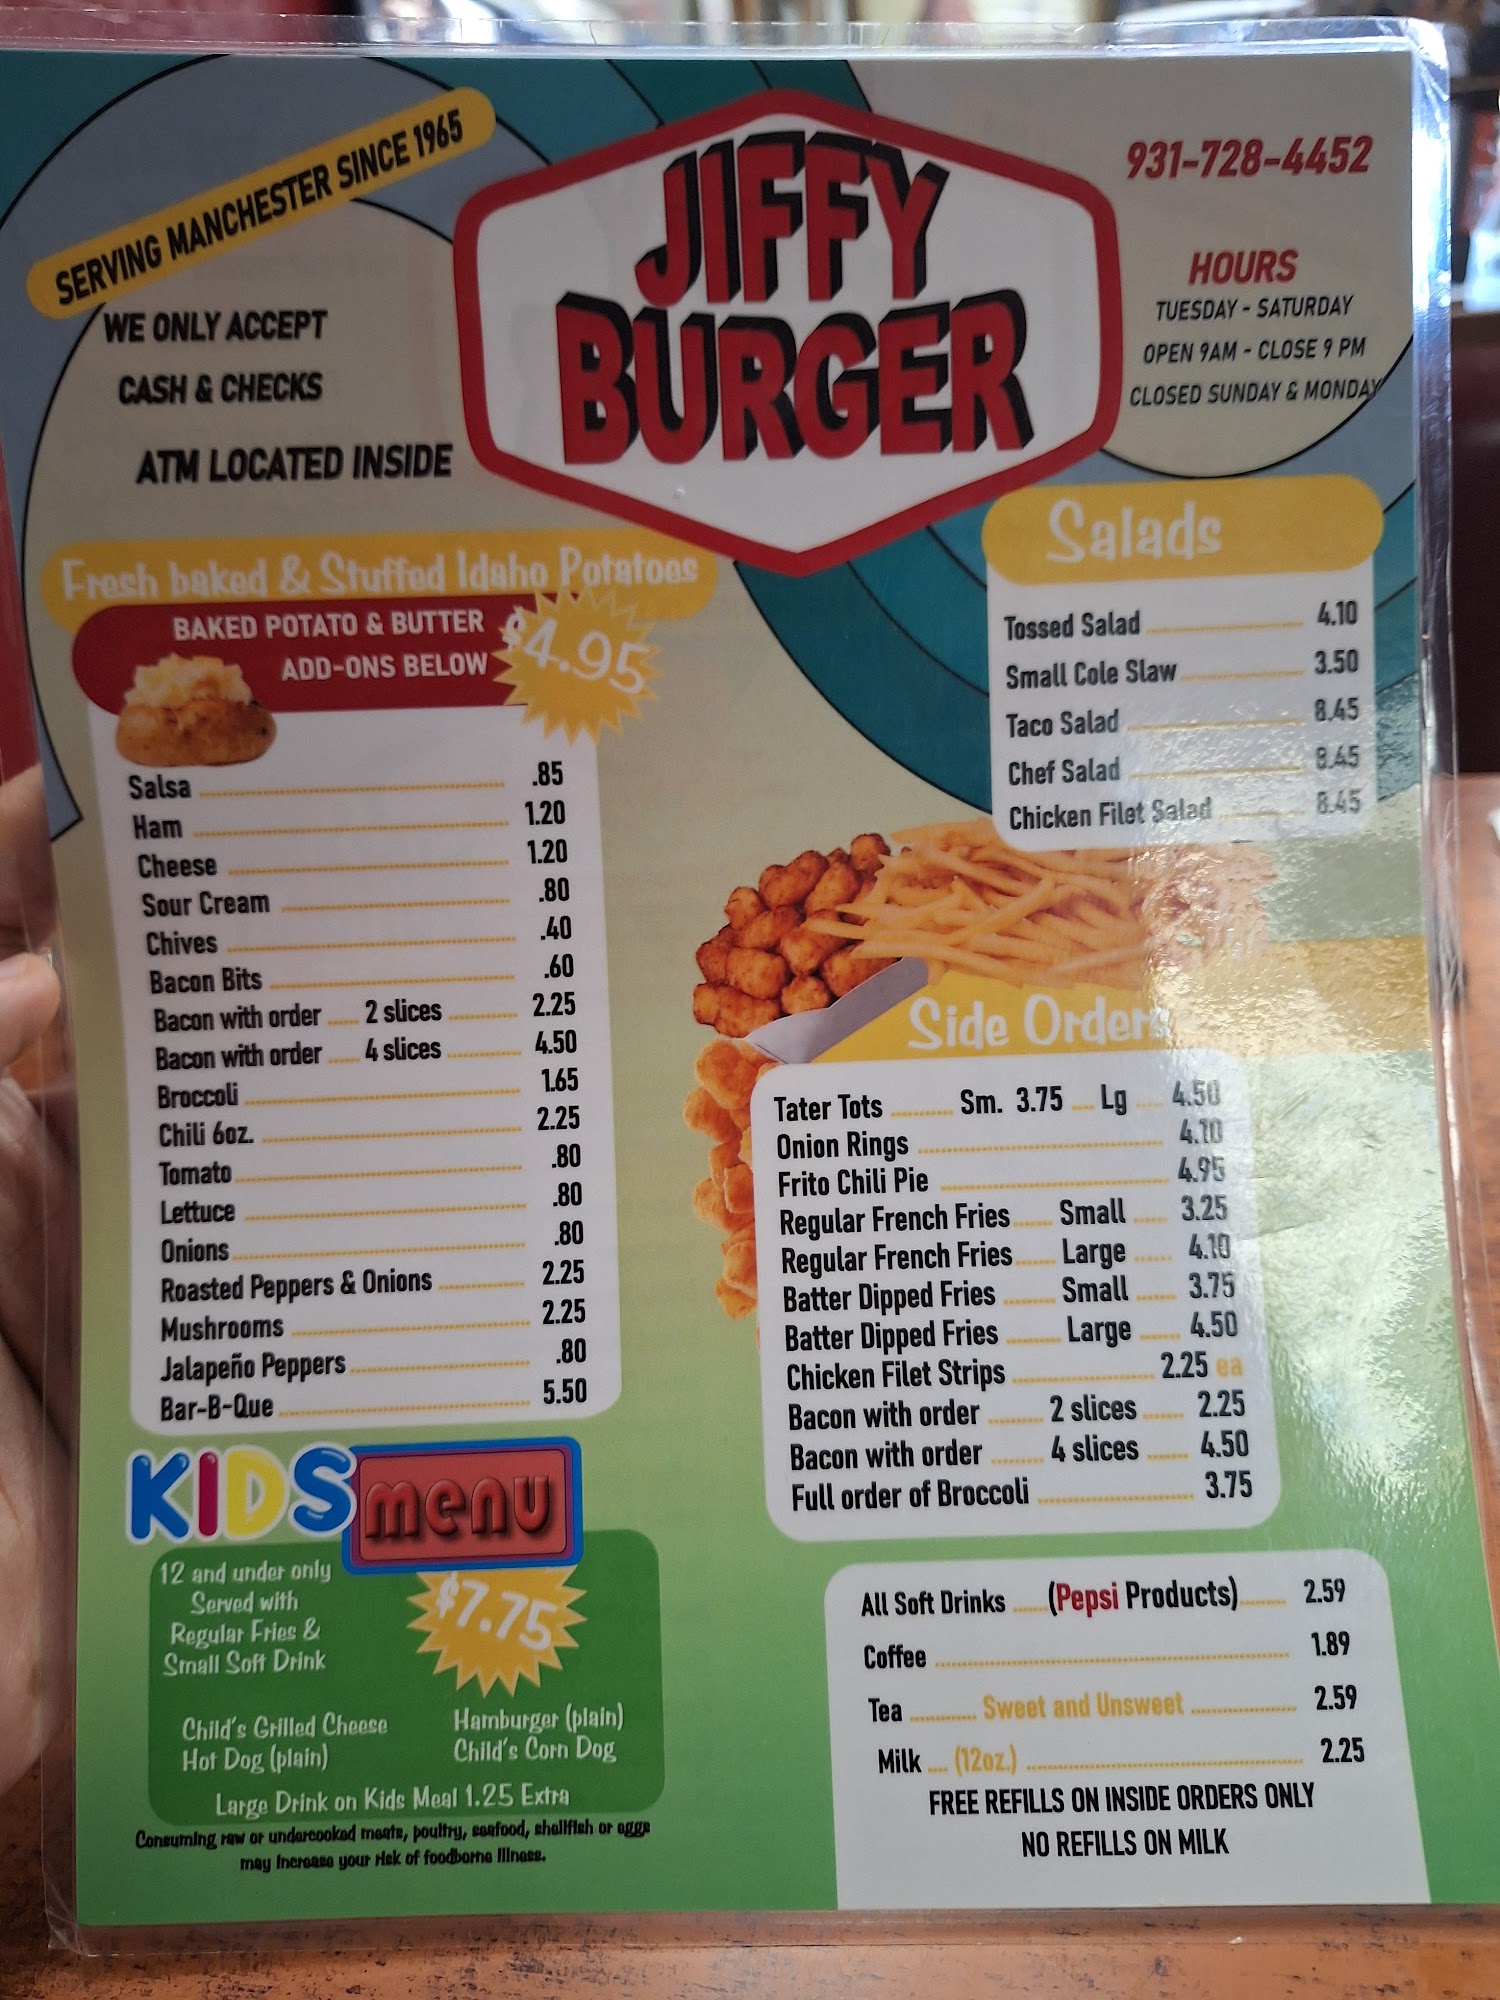 SERVING MANCHESTER SINCE 1965
WE ONLY ACCEPT
CASH & CHECKS
ATM LOCATED INSIDE
JIFFY
BURGER
931-728-4452
HOURS
TUESDAY - SATURDAY
OPEN 9AM - CLOSE 9 PM
CLOSED SUNDAY & MONDAY
Fresh baked & Stuffed Idaho Potatoes
BAKED POTATO & BUTTER
ADD-ONS BELOW
$4.95
Salsa .85
Ham 1.20
Cheese 1.20
Sour Cream .80
Chives .40
Bacon Bits .60
Bacon with order 2 slices 2.25
Bacon with order 4 slices 4.50
Broccoli 1.65
Chili 6oz. 2.25
Tomato .80
Lettuce .80
Onions .80
Roasted Peppers & Onions 2.25
Mushrooms 2.25
Jalapeño Peppers .80
Bar-B-Que 5.50
Salads
Tossed Salad 4.10
Small Cole Slaw 3.50
Taco Salad 8.45
Chef Salad 8.45
Chicken Filet Salad 8.45
Side Orders
Tater Tots Sm. 3.75 Lg 4.50
Onion Rings 4.10
Frito Chili Pie 4.95
Regular French Fries Small 3.25
Regular French Fries Large 4.10
Batter Dipped Fries Small 3.75
Batter Dipped Fries Large 4.50
Chicken Filet Strips 2.25 ea
Bacon with order 2 slices 2.25
Bacon with order 4 slices 4.50
Full order of Broccoli 3.75
KIDS menu
12 and under only
Served with
Regular Fries &
Small Soft Drink
$7.75
Child's Grilled Cheese
Hot Dog (plain)
Hamburger (plain)
Child's Corn Dog
Large Drink on Kids Meal 1.25 Extra
Consuming raw or undercooked meats, poultry, seafood, shellfish or eggs
may increase your risk of foodborne illness.
All Soft Drinks (Pepsi Products) 2.59
Coffee 1.89
Tea Sweet and Unsweet 2.59
Milk (12oz.) 2.25
FREE REFILLS ON INSIDE ORDERS ONLY
NO REFILLS ON MILK